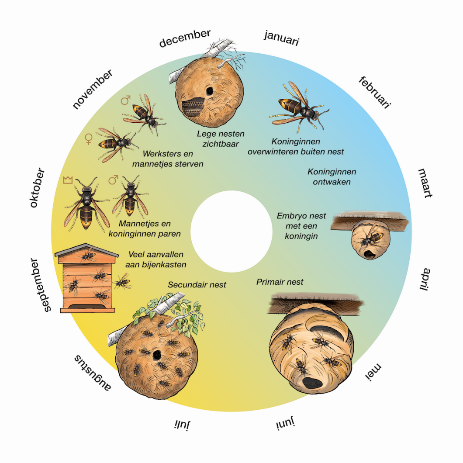 december
januari
februari
maart
april
mei
juni
juli
augustus
september
oktober
november
Lege nesten
zichtbaar
Koninginnen
overwinteren buiten nest
Koninginnen
ontwaken
Embryo nest
met een
koningin
Primair nest
Secundair nest
Veel aanvallen
aan bijenkasten
Mannetjes en
koninginnen paren
Werksters en
mannetjes sterven
♂
♀
♂